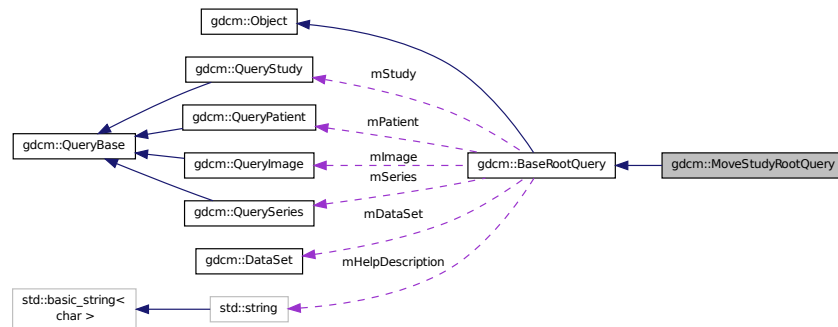 gdcm::Object
gdcm::QueryStudy
mStudy
gdcm::QueryPatient
mPatient
gdcm::QueryBase
gdcm::QueryImage
mImage
mSeries
gdcm::BaseRootQuery
gdcm::MoveStudyRootQuery
gdcm::QuerySeries
mDataSet
gdcm::DataSet
mHelpDescription
std::basic_string<
char >
std::string